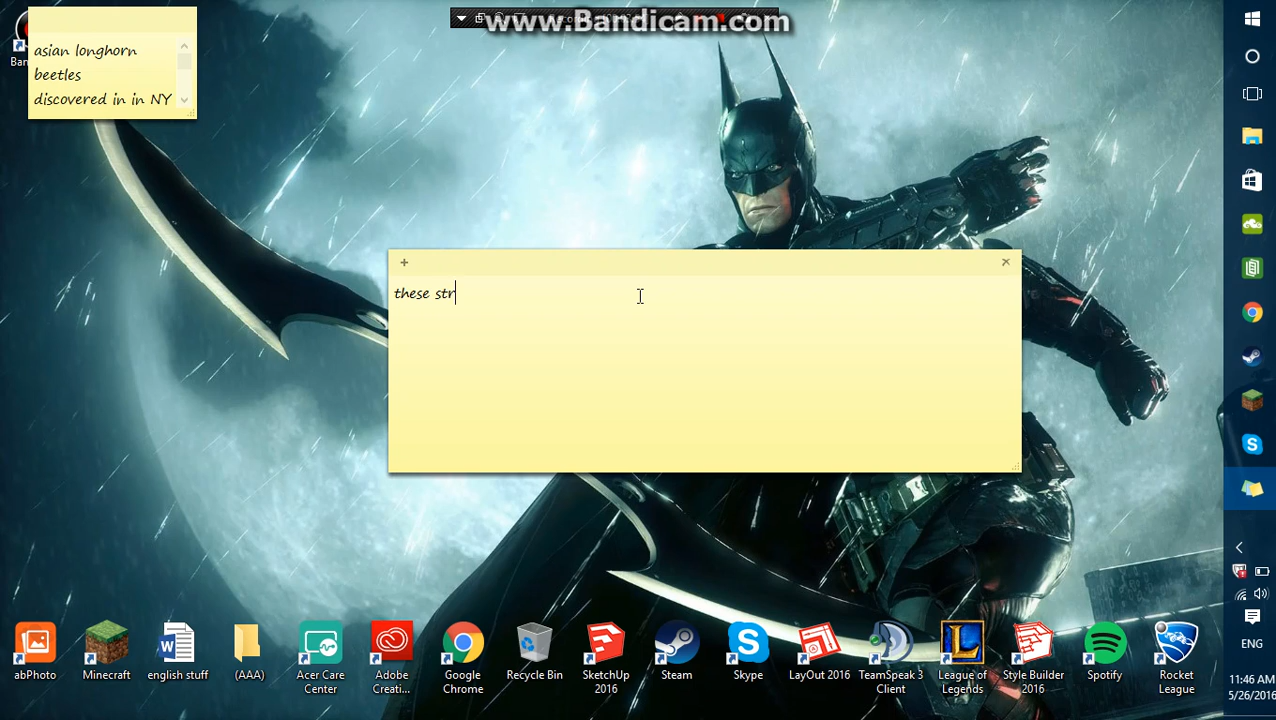 www.Bandicam.com
asian longhorn
beetles
discovered in in NY
these str
abPhoto
Minecraft
english stuff
(AAA)
Acer Care
Center
Adobe
Creati...
Google
Chrome
Recycle Bin
SketchUp
2016
Steam
Skype
LayOut 2016
TeamSpeak 3
Client
League of
Legends
Style Builder
2016
Spotify
Rocket
League
ENG
11:46 AM
5/26/2016